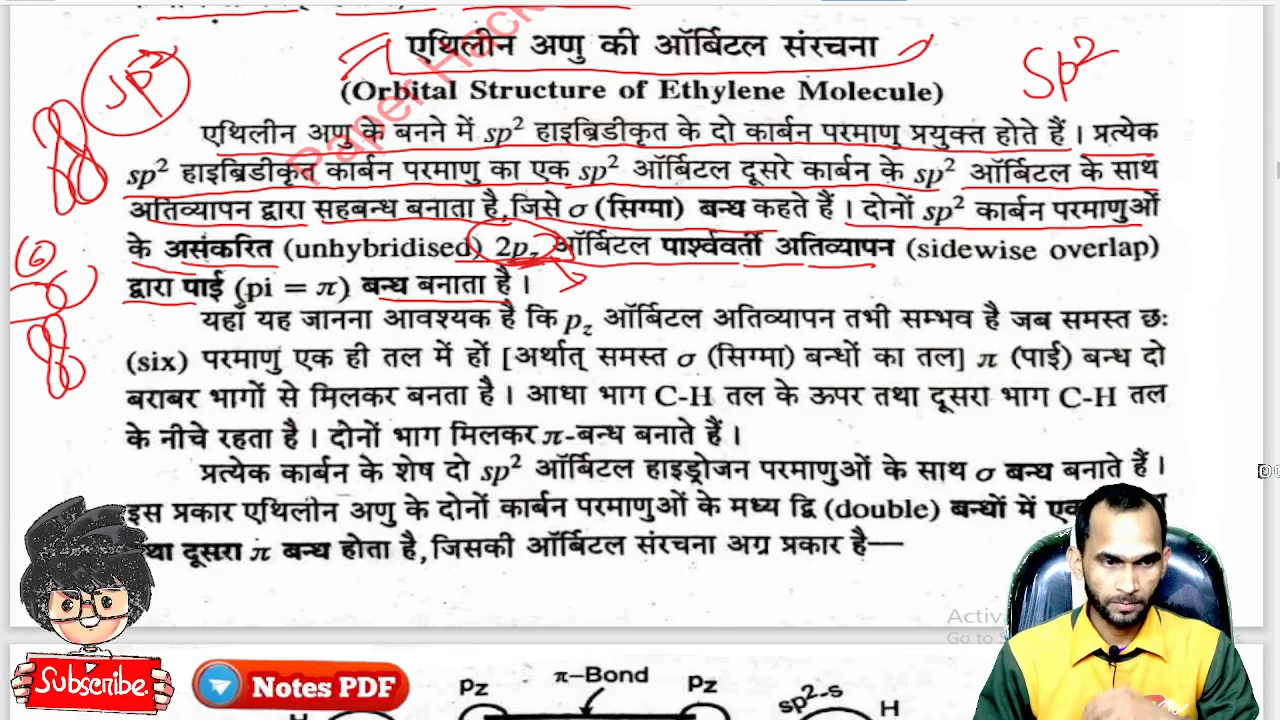 एथिलीन अणु की ऑर्बिटल संरचना
(Orbital Structure of Ethylene Molecule)
sp²
sp²
एथिलीन अणु के बनने में sp² हाइब्रिडीकृत के दो कार्बन परमाणु प्रयुक्त होते हैं। प्रत्येक
sp² हाइब्रिडीकृत कार्बन परमाणु का एक sp² ऑर्बिटल दूसरे कार्बन के sp² ऑर्बिटल के साथ
अतिव्यापन द्वारा सहबन्ध बनाता है, जिसे σ (सिग्मा) बन्ध कहते हैं। दोनों sp² कार्बन परमाणुओं
के असंकरित (unhybridised) 2pz ऑर्बिटल पार्श्ववर्ती अतिव्यापन (sidewise overlap)
द्वारा पाई (pi = π) बन्ध बनाता है।
यहाँ यह जानना आवश्यक है कि pz ऑर्बिटल अतिव्यापन तभी सम्भव है जब समस्त छः
(six) परमाणु एक ही तल में हों [अर्थात् समस्त σ (सिग्मा) बन्धों का तल] π (पाई) बन्ध दो
बराबर भागों से मिलकर बनता है। आधा भाग C-H तल के ऊपर तथा दूसरा भाग C-H तल
के नीचे रहता है। दोनों भाग मिलकर π-बन्ध बनाते हैं।
प्रत्येक कार्बन के शेष दो sp² ऑर्बिटल हाइड्रोजन परमाणुओं के साथ σ बन्ध बनाते हैं।
इस प्रकार एथिलीन अणु के दोनों कार्बन परमाणुओं के मध्य द्वि (double) बन्धों में
दूसरा π बन्ध होता है, जिसकी ऑर्बिटल संरचना अग्र प्रकार है—
Paper
Subscribe.
Notes PDF
pz
π-Bond
pz
sp²-s
H